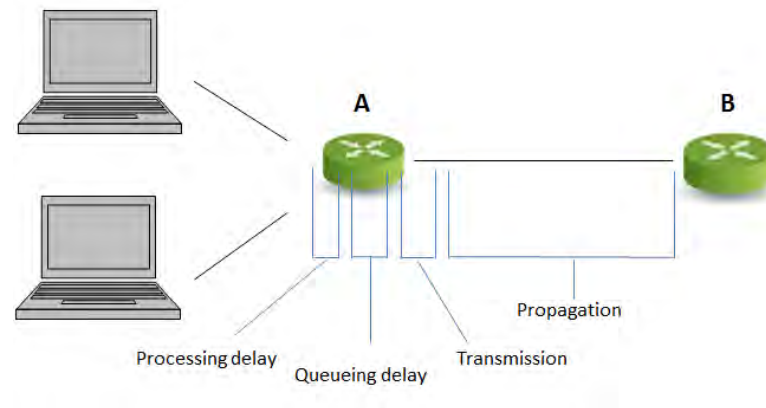 A
B
Propagation
Processing delay
Transmission
Queueing delay